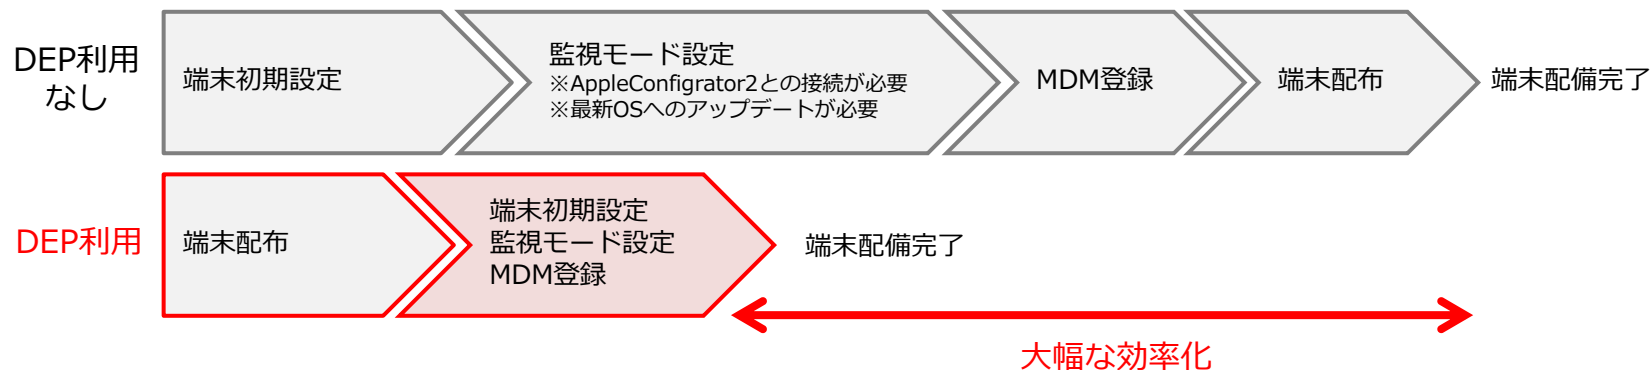 DEP利用
なし
端末初期設定
監視モード設定
※AppleConfigrator2との接続が必要
※最新OSへのアップデートが必要
MDM登録
端末配布
端末配備完了
DEP利用
端末配布
端末初期設定
監視モード設定
MDM登録
端末配備完了
大幅な効率化